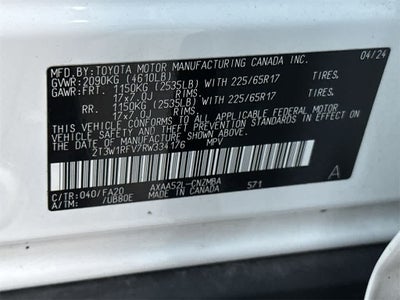 MFD. BY: TOYOTA MOTOR MANUFACTURING CANADA INC. 04/24
GVWR: 2090KG (4610LB)
GAWR: FRT. 1150KG (2535LB) WITH 225/65R17 TIRES.
17x7.0J RIMS.
RR. 1150KG (2535LB) WITH 225/65R17 TIRES.
17x7.0J RIMS.
THIS VEHICLE CONFORMS TO ALL APPLICABLE FEDERAL MOTOR
VEHICLE SAFETY AND THEFT PREVENTION STANDARDS IN EFFECT ON
THE DATE OF MANUFACTURE SHOWN ABOVE.
2T3W1RFV7RW334176 MPV
C/TR: 040/FA20 AXAA52L-CNZMBA 571 A
A/TM: /UB80E